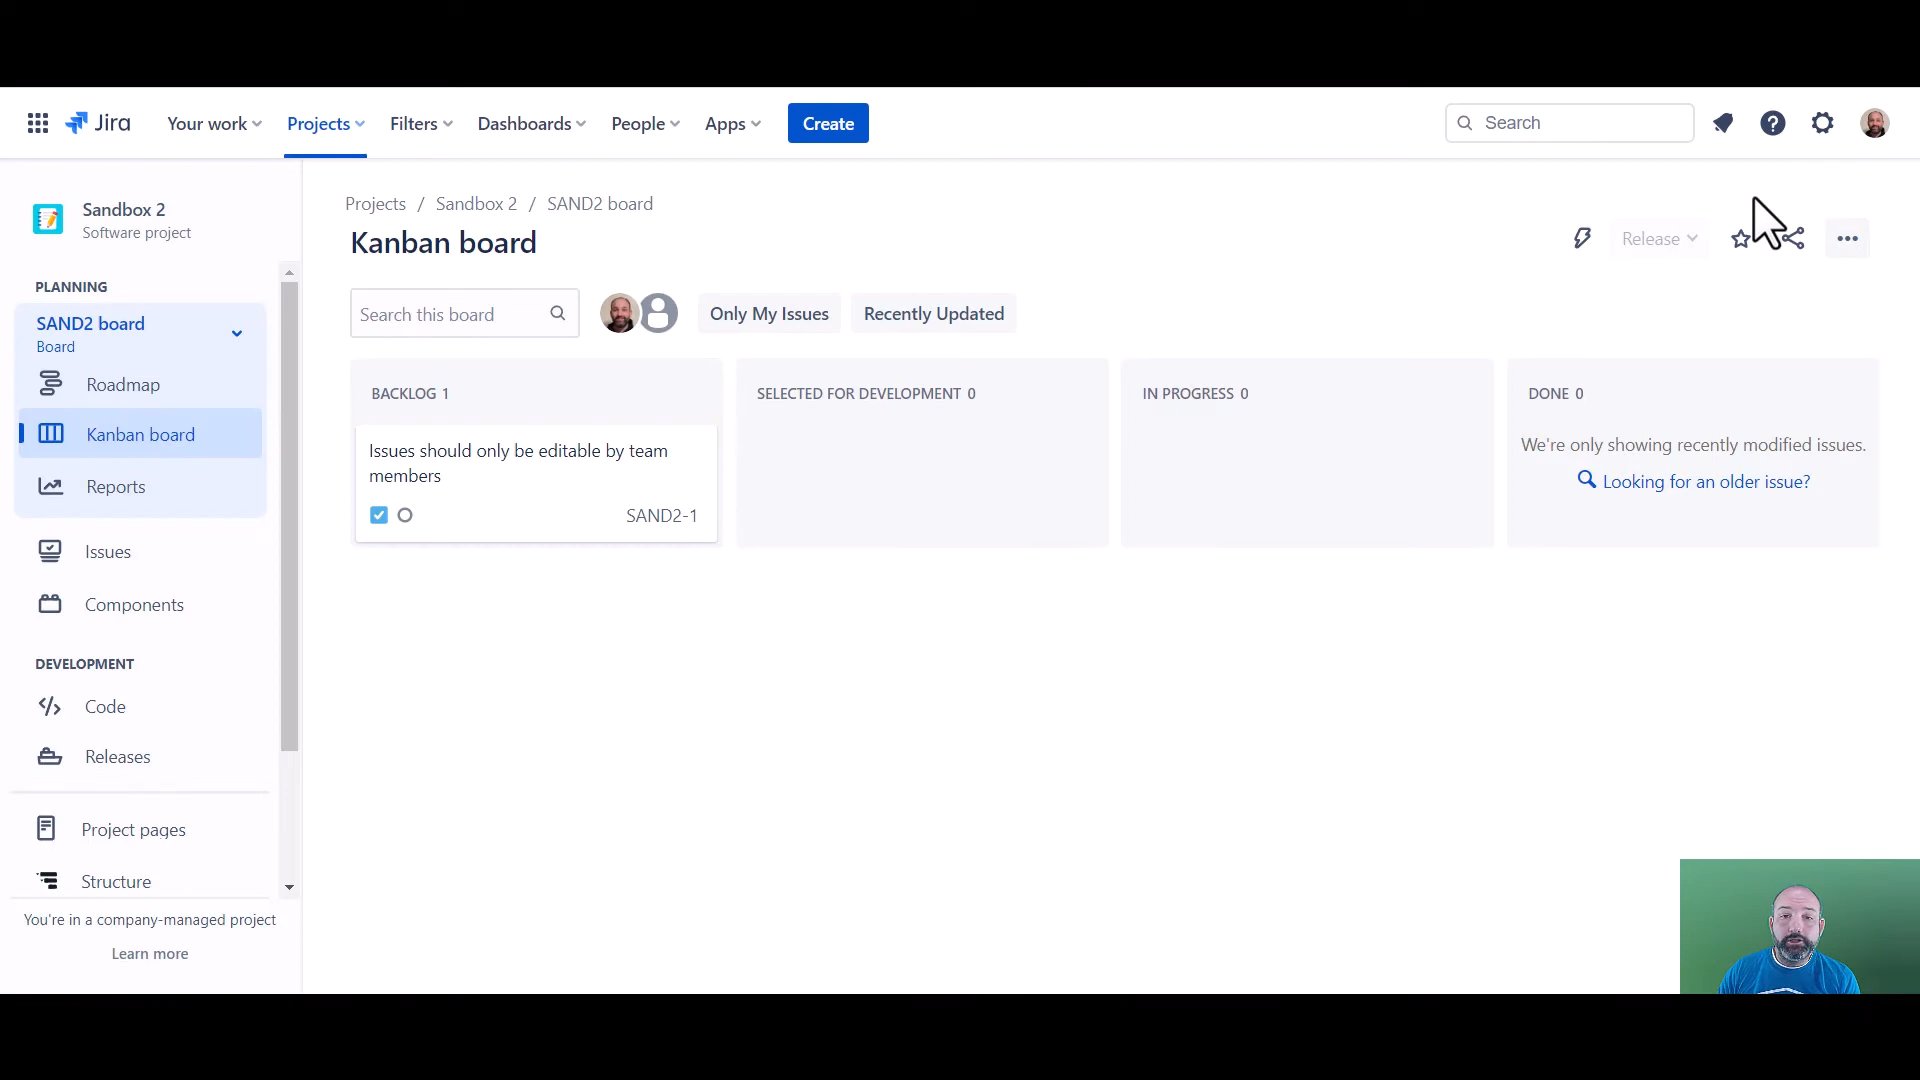 Jira
Your work
Projects
Filters
Dashboards
People
Apps
Create
Search
Sandbox 2
Software project
PLANNING
SAND2 board
Board
Roadmap
Kanban board
Reports
Issues
Components
DEVELOPMENT
Code
Releases
Project pages
Structure
You're in a company-managed project
Learn more
Projects / Sandbox 2 / SAND2 board
Kanban board
Release
Search this board
Only My Issues
Recently Updated
BACKLOG 1
Issues should only be editable by team
members
SAND2-1
SELECTED FOR DEVELOPMENT 0
IN PROGRESS 0
DONE 0
We're only showing recently modified issues.
Looking for an older issue?